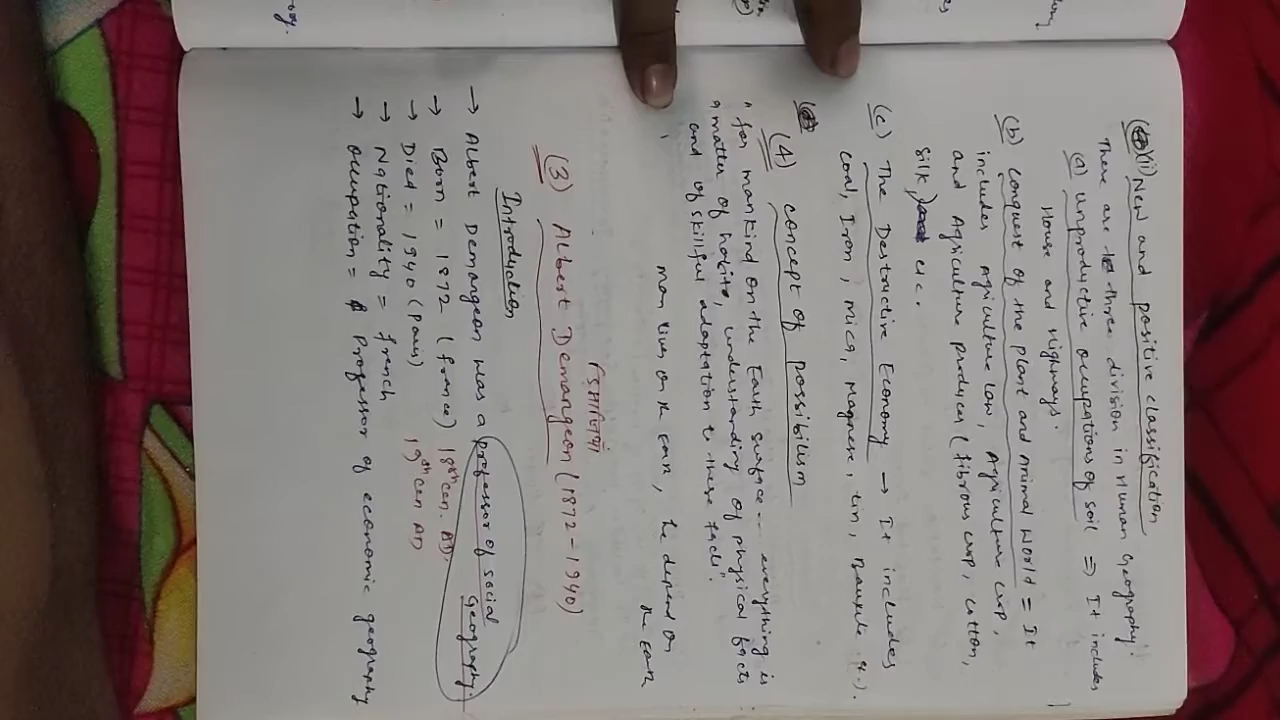 (ii) New and positive classification
There are three division in Human Geography.
(a) unproductive occupations of soil => It includes
House and Highways.
(b) conquest of the plant and animal world = It
includes Agriculture law, Agriculture crop,
and Agriculture producer (fibrous crop, cotton,
silk, etc.
(c) The Destructive Economy → It includes
coal, Iron, mica, magnese, tin, Bauxite
(4) concept of possibilism
"for mankind on the Earth surface -- everything is
"matter of habits, understanding of physical facts
and of skillful adaptation to these facts".
man lives on the Earth, he depend on
the Earth
(3) Albert Demangeon (1872-1940)
Introduction
→ Albert Demangeon was a professor of social
Geography.
→ Born = 1872 (france) 18th cen. AD,
→ Died = 1940 (Paris) 19th cen AD
→ Nationality = french
→ occupation = Professor of economic geography